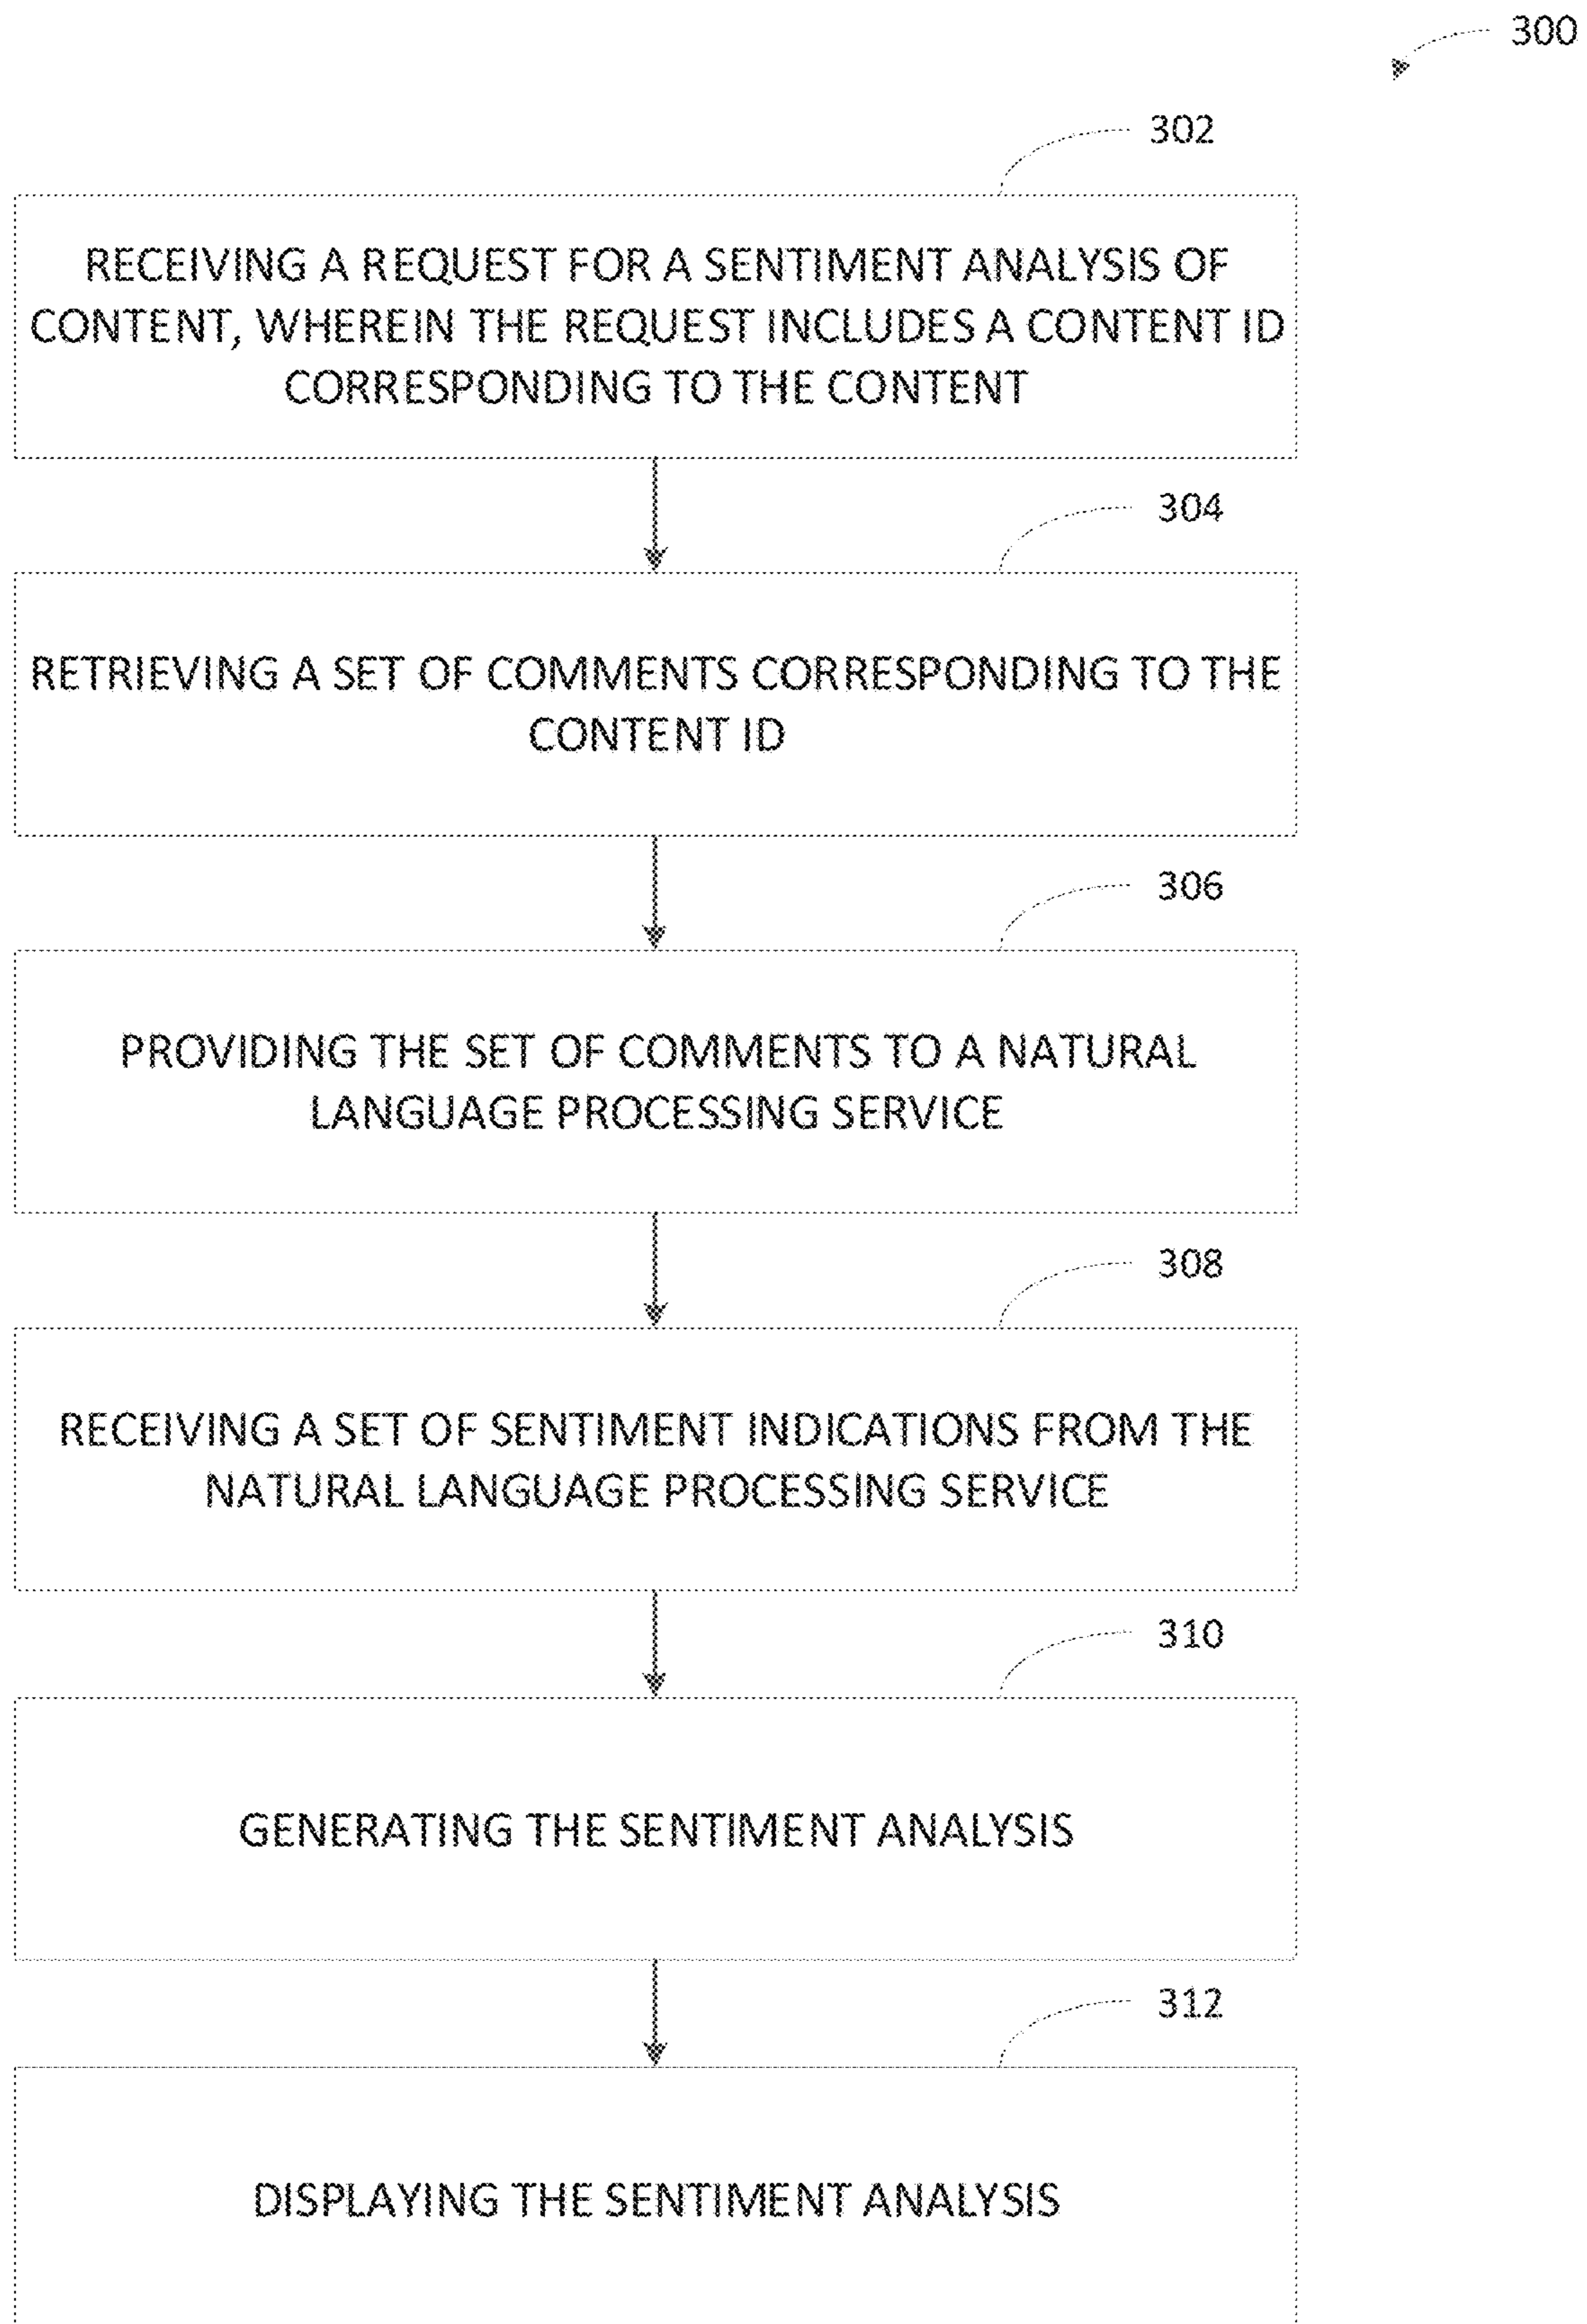 300
302
RECEIVING A REQUEST FOR A SENTIMENT ANALYSIS OF
CONTENT, WHEREIN THE REQUEST INCLUDES A CONTENT ID
CORRESPONDING TO THE CONTENT
304
RETRIEVING A SET OF COMMENTS CORRESPONDING TO THE
CONTENT ID
306
PROVIDING THE SET OF COMMENTS TO A NATURAL
LANGUAGE PROCESSING SERVICE
308
RECEIVING A SET OF SENTIMENT INDICATIONS FROM THE
NATURAL LANGUAGE PROCESSING SERVICE
310
GENERATING THE SENTIMENT ANALYSIS
312
DISPLAYING THE SENTIMENT ANALYSIS